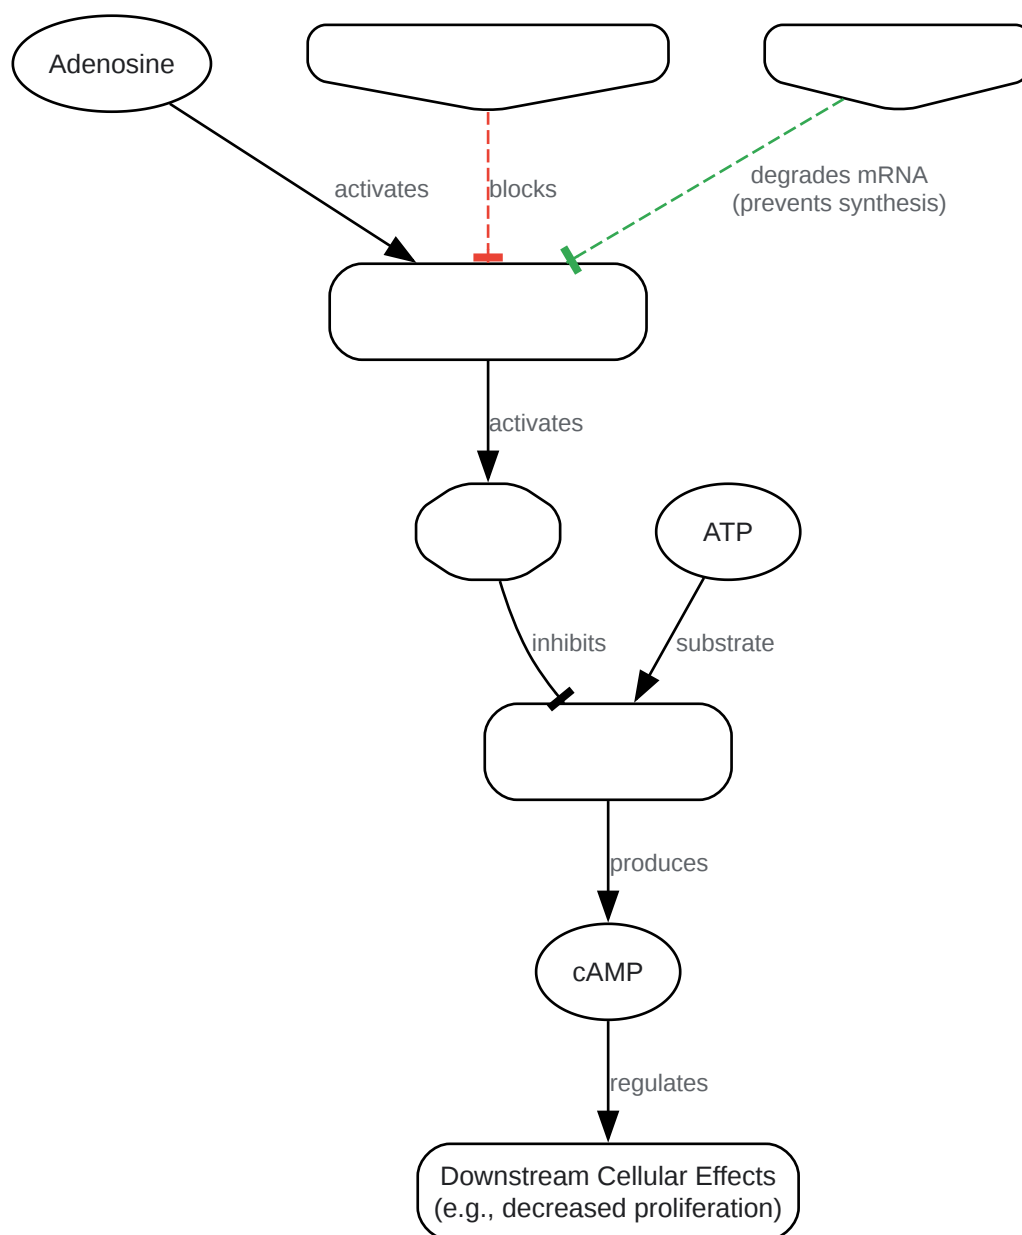 Adenosine
activates
blocks
degrades mRNA
(prevents synthesis)
activates
ATP
inhibits
substrate
produces
cAMP
regulates
Downstream Cellular Effects
(e.g., decreased proliferation)